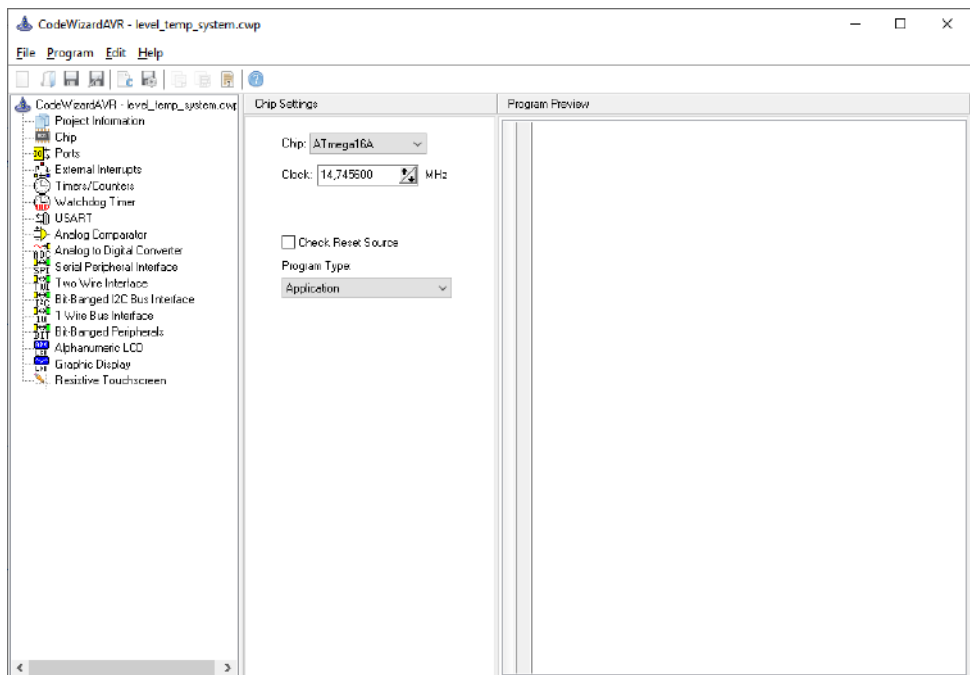 CodeWizardAVR - level_temp_system.cwp
File Program Edit Help
CodeWizardAVR - level_temp_system.cwp
Project Information
Chip
Ports
External Interrupts
Timers/Counters
Watchdog Timer
USART
Analog Comparator
Analog to Digital Converter
Serial Peripheral Interface
Two Wire Interface
Bit-Banged I2C Bus Interface
1 Wire Bus Interface
Bit-Banged Peripherals
Alphanumeric LCD
Graphic Display
Resistive Touchscreen
Chip Settings
Chip: ATmega16A
Clock: 14,745600 MHz
Check Reset Source
Program Type:
Application
Program Preview